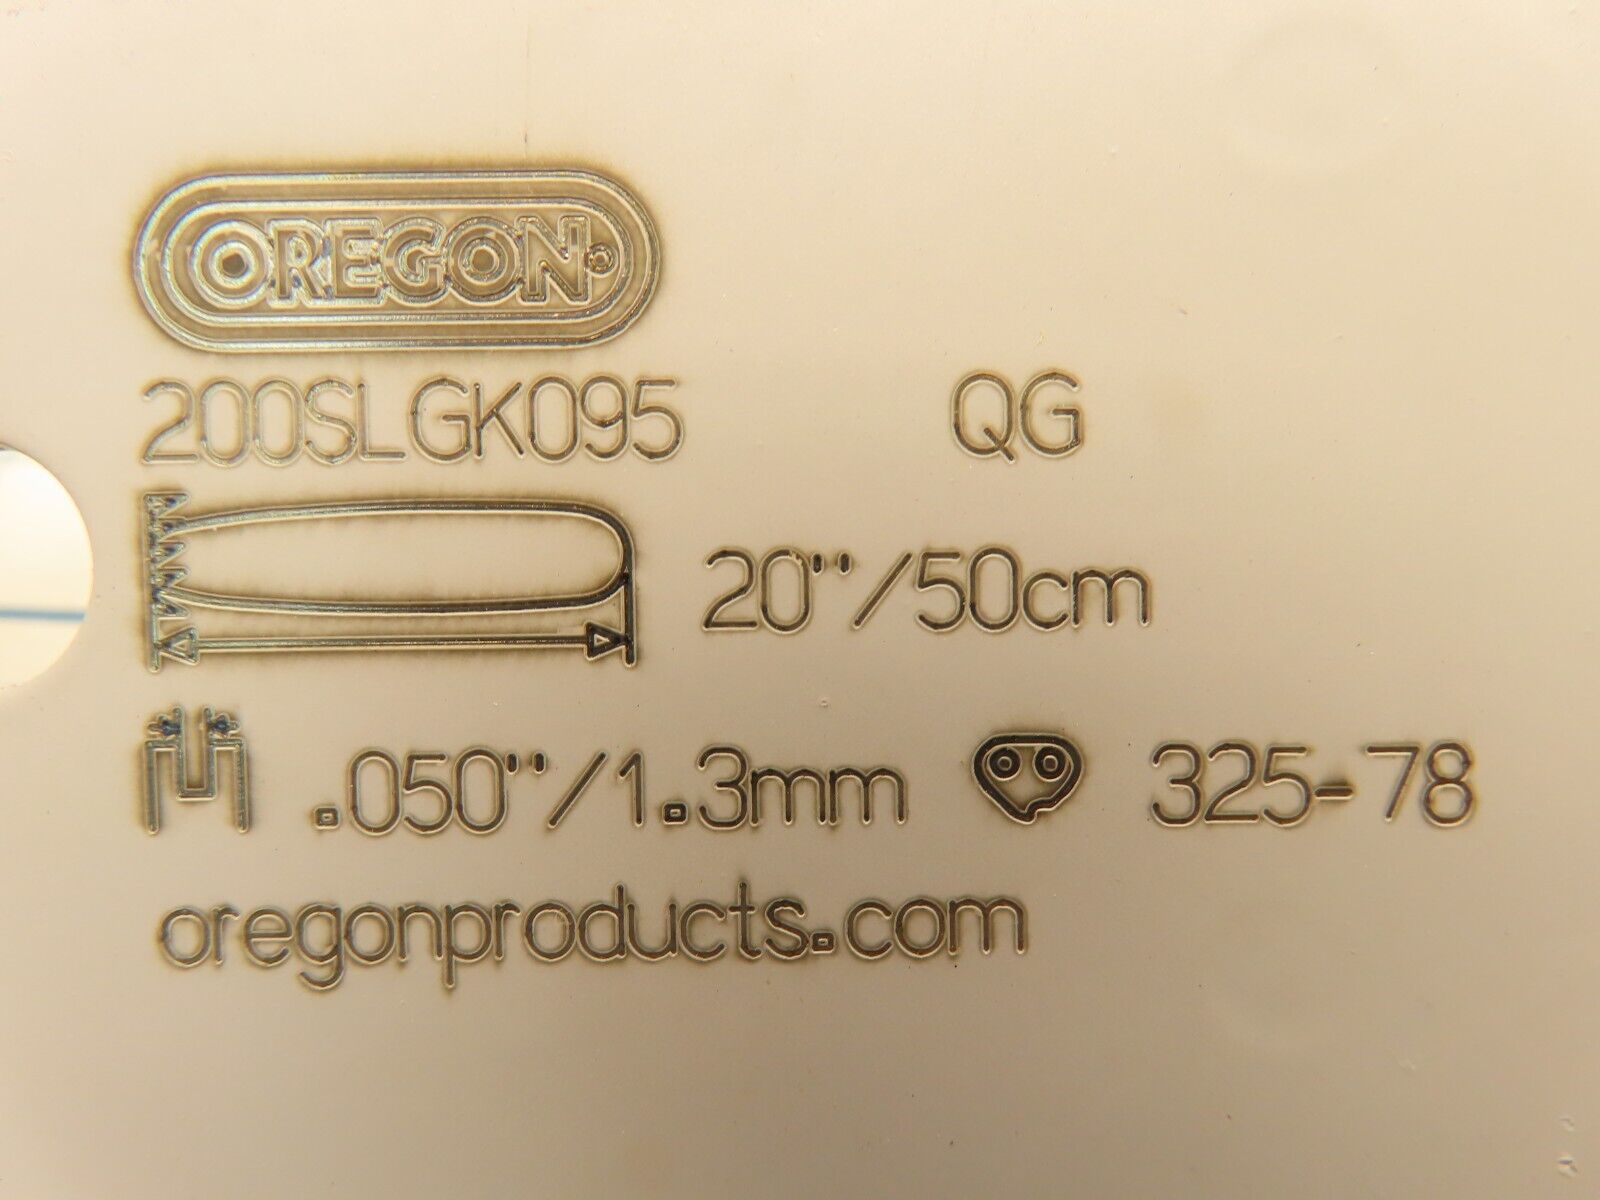 OREGON
200SLGK095 QG
20"/50cm
.050"/1.3mm 325-78
oregonproducts.com